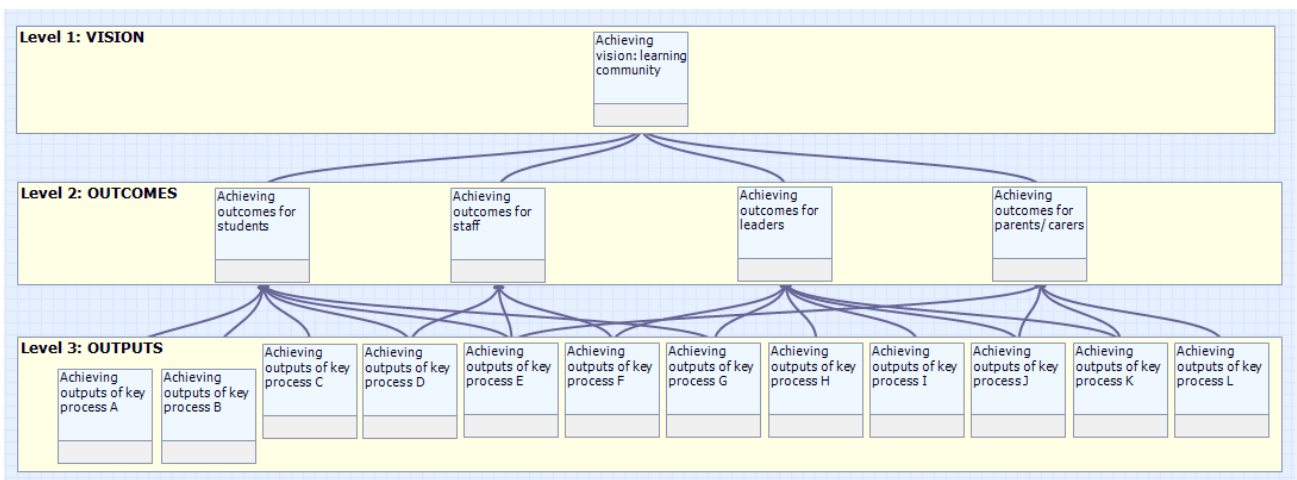 Level 1: VISION
Achieving
vision: learning
community
Level 2: OUTCOMES
Achieving
outcomes for
students
Achieving
outcomes for
staff
Achieving
outcomes for
leaders
Achieving
outcomes for
parents/ carers
Level 3: OUTPUTS
Achieving
outputs of key
process A
Achieving
outputs of key
process B
Achieving
outputs of key
process C
Achieving
outputs of key
process D
Achieving
outputs of key
process E
Achieving
outputs of key
process F
Achieving
outputs of key
process G
Achieving
outputs of key
process H
Achieving
outputs of key
process I
Achieving
outputs of key
process J
Achieving
outputs of key
process K
Achieving
outputs of key
process L